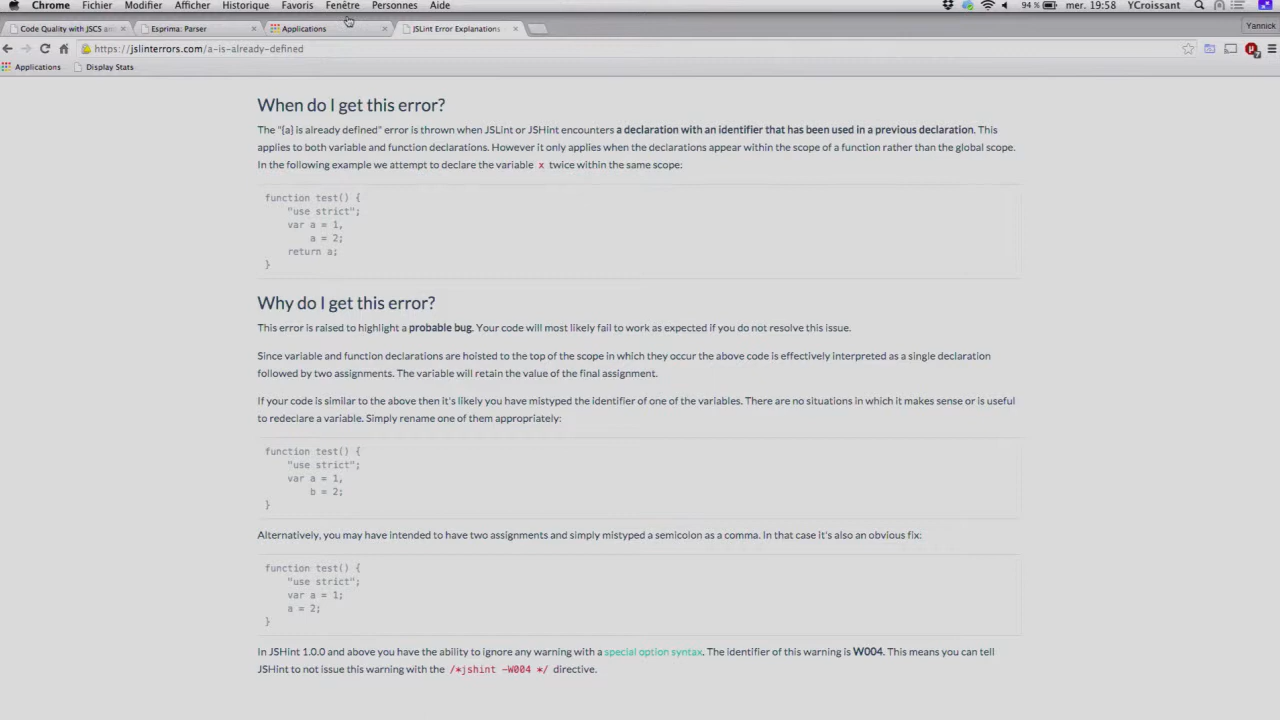 Chrome Fichier Modifier Afficher Historique Favoris Fenêtre Personnes Aide 94 % mer. 19:58 YCroissant
Code Quality with JSCS an Esprima: Parser Applications JSLint Error Explanations Yannick
https://jslinterrors.com/a-is-already-defined
Applications Display Stats
When do I get this error?
The "{a} is already defined" error is thrown when JSLint or JSHint encounters a declaration with an identifier that has been used in a previous declaration. This
applies to both variable and function declarations. However it only applies when the declarations appear within the scope of a function rather than the global scope.
In the following example we attempt to declare the variable x twice within the same scope:
function test() {
"use strict";
var a = 1,
a = 2;
return a;
}
Why do I get this error?
This error is raised to highlight a probable bug. Your code will most likely fail to work as expected if you do not resolve this issue.
Since variable and function declarations are hoisted to the top of the scope in which they occur the above code is effectively interpreted as a single declaration
followed by two assignments. The variable will retain the value of the final assignment.
If your code is similar to the above then it's likely you have mistyped the identifier of one of the variables. There are no situations in which it makes sense or is useful
to redeclare a variable. Simply rename one of them appropriately:
function test() {
"use strict";
var a = 1,
b = 2;
}
Alternatively, you may have intended to have two assignments and simply mistyped a semicolon as a comma. In that case it's also an obvious fix:
function test() {
"use strict";
var a = 1;
a = 2;
}
In JSHint 1.0.0 and above you have the ability to ignore any warning with a special option syntax. The identifier of this warning is W004. This means you can tell
JSHint to not issue this warning with the /*jshint -W004 */ directive.